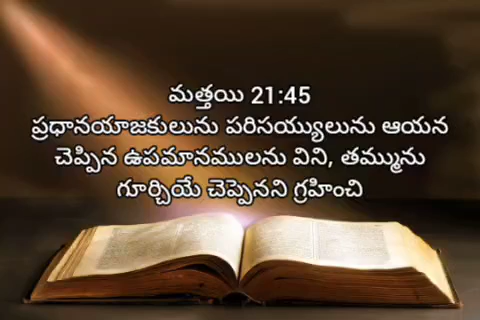 మత్తయి 21:45
ప్రధానయాజకులును పరిసయ్యులును ఆయన
చెప్పిన ఉపమానములను విని, తమ్మును
గూర్చియే చెప్పెనని గ్రహించి